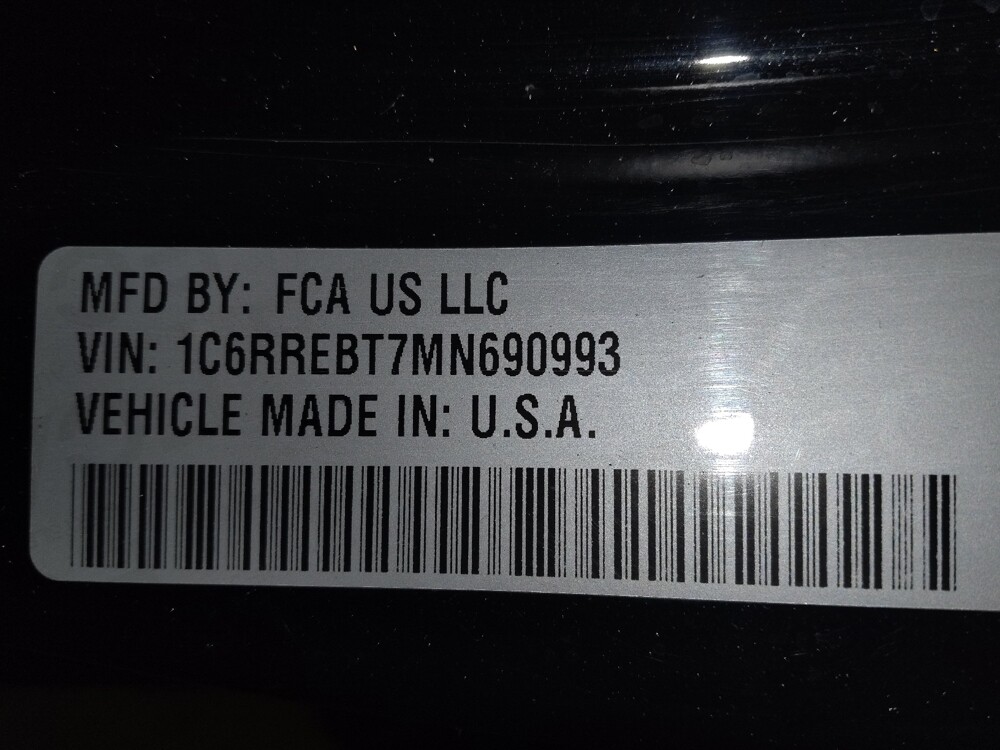 MFD BY: FCA US LLC
VIN: 1C6RREBT7MN690993
VEHICLE MADE IN: U.S.A.